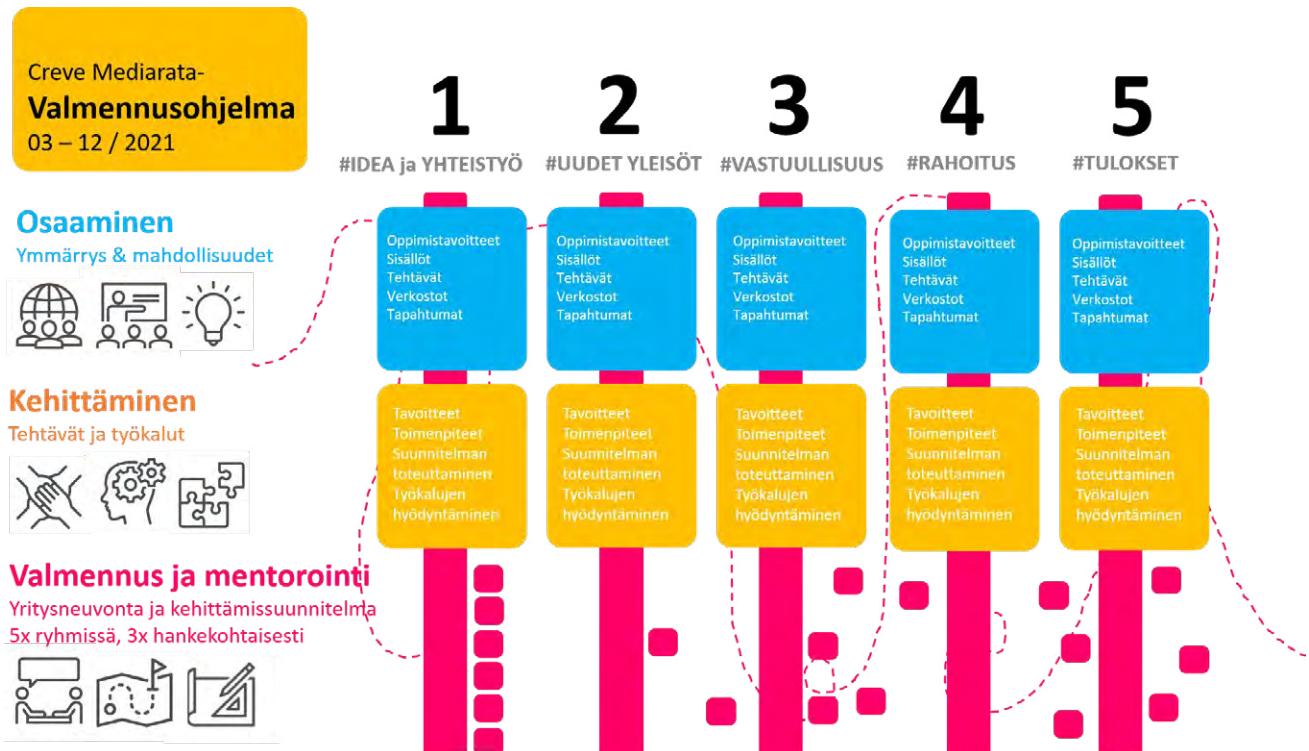 Creve Mediarata-
Valmennusohjelma
03 – 12 / 2021
1
2
3
4
5
#IDEA ja YHTEISTYÖ
#UUDET YLEISÖT
#VASTUULLISUUS
#RAHOITUS
#TULOKSET
Osaaminen
Ymmärrys & mahdollisuudet
Oppimistavoitteet
Sisällöt
Tehtävät
Verkostot
Tapahtumat
Oppimistavoitteet
Sisällöt
Tehtävät
Verkostot
Tapahtumat
Oppimistavoitteet
Sisällöt
Tehtävät
Verkostot
Tapahtumat
Oppimistavoitteet
Sisällöt
Tehtävät
Verkostot
Tapahtumat
Oppimistavoitteet
Sisällöt
Tehtävät
Verkostot
Tapahtumat
Kehittäminen
Tehtävät ja työkalut
Tavoitteet
Toimenpiteet
Suunnitelman
toteuttaminen
Työkalujen
hyödyntäminen
Tavoitteet
Toimenpiteet
Suunnitelman
toteuttaminen
Työkalujen
hyödyntäminen
Tavoitteet
Toimenpiteet
Suunnitelman
toteuttaminen
Työkalujen
hyödyntäminen
Tavoitteet
Toimenpiteet
Suunnitelman
toteuttaminen
Työkalujen
hyödyntäminen
Tavoitteet
Toimenpiteet
Suunnitelman
toteuttaminen
Työkalujen
hyödyntäminen
Valmennus ja mentorointi
Yritysneuvonta ja kehittämissuunnitelma
5x ryhmissä, 3x hankekohtaisesti